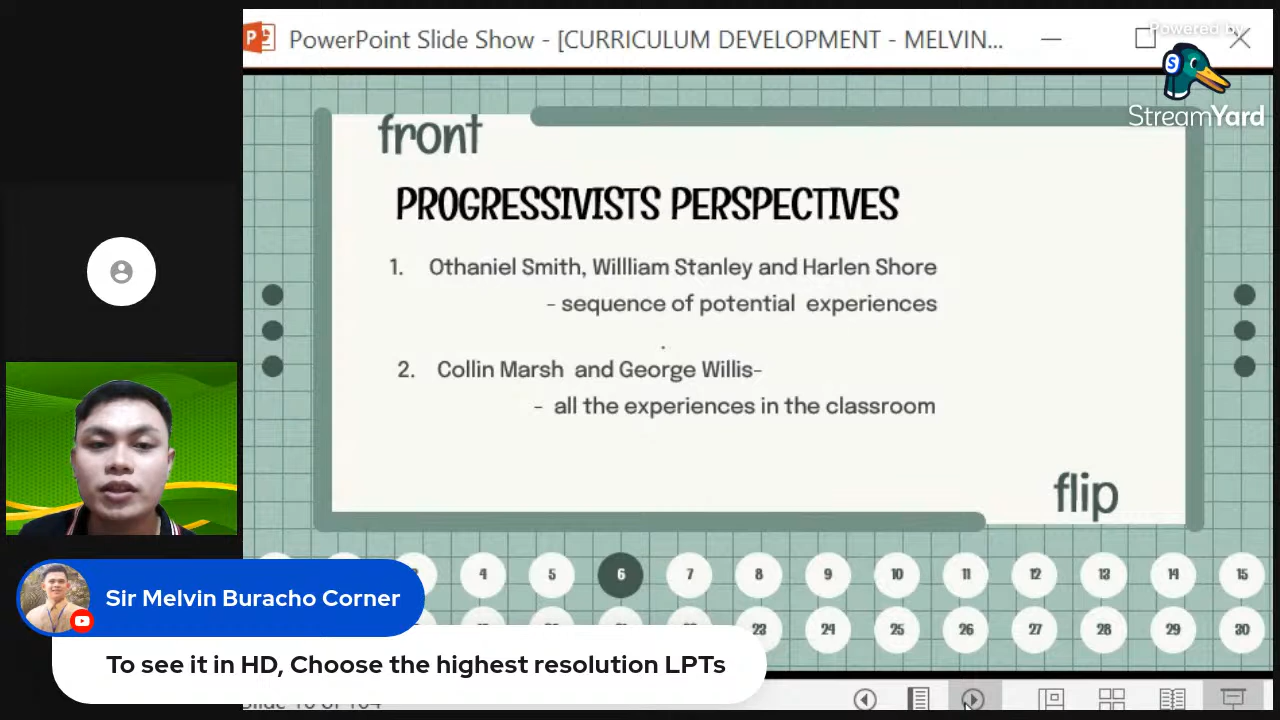 PowerPoint Slide Show - [CURRICULUM DEVELOPMENT - MELVIN...
Powered by
StreamYard
front
PROGRESSIVISTS PERSPECTIVES
1. Othaniel Smith, Willliam Stanley and Harlen Shore
- sequence of potential experiences
.
2. Collin Marsh and George Willis-
- all the experiences in the classroom
flip
4 5 6 7 8 9 10 11 12 13 14 15
23 24 25 26 27 28 29 30
Sir Melvin Buracho Corner
To see it in HD, Choose the highest resolution LPTs